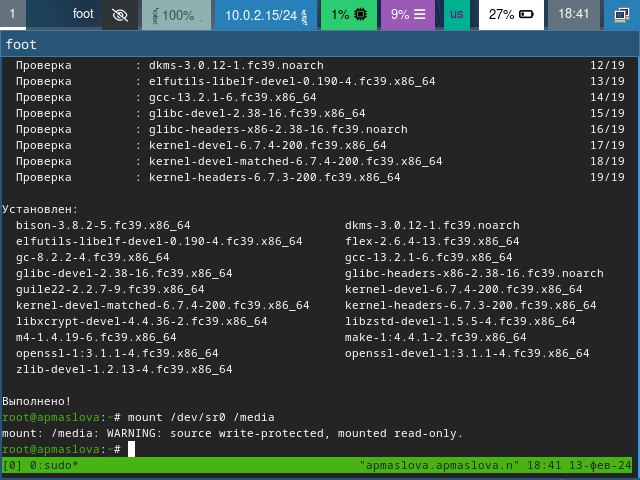 1 foot 100% 10.0.2.15/24 1% 9% us 27% 18:41
foot
Проверка : dkms-3.0.12-1.fc39.noarch 12/19
Проверка : elfutils-libelf-devel-0.190-4.fc39.x86_64 13/19
Проверка : gcc-13.2.1-6.fc39.x86_64 14/19
Проверка : glibc-devel-2.38-16.fc39.x86_64 15/19
Проверка : glibc-headers-x86-2.38-16.fc39.noarch 16/19
Проверка : kernel-devel-6.7.4-200.fc39.x86_64 17/19
Проверка : kernel-devel-matched-6.7.4-200.fc39.x86_64 18/19
Проверка : kernel-headers-6.7.3-200.fc39.x86_64 19/19
Установлен:
bison-3.8.2-5.fc39.x86_64 dkms-3.0.12-1.fc39.noarch
elfutils-libelf-devel-0.190-4.fc39.x86_64 flex-2.6.4-13.fc39.x86_64
gc-8.2.2-4.fc39.x86_64 gcc-13.2.1-6.fc39.x86_64
glibc-devel-2.38-16.fc39.x86_64 glibc-headers-x86-2.38-16.fc39.noarch
guile22-2.2.7-9.fc39.x86_64 kernel-devel-6.7.4-200.fc39.x86_64
kernel-devel-matched-6.7.4-200.fc39.x86_64 kernel-headers-6.7.3-200.fc39.x86_64
libxcrypt-devel-4.4.36-2.fc39.x86_64 libzstd-devel-1.5.5-4.fc39.x86_64
m4-1.4.19-6.fc39.x86_64 make-1:4.4.1-2.fc39.x86_64
openssl-1:3.1.1-4.fc39.x86_64 openssl-devel-1:3.1.1-4.fc39.x86_64
zlib-devel-1.2.13-4.fc39.x86_64
Выполнено!
root@apmaslova:~# mount /dev/sr0 /media
mount: /media: WARNING: source write-protected, mounted read-only.
root@apmaslova:~#
[0] 0:sudo* "apmaslova.apmaslova.n" 18:41 13-фев-24